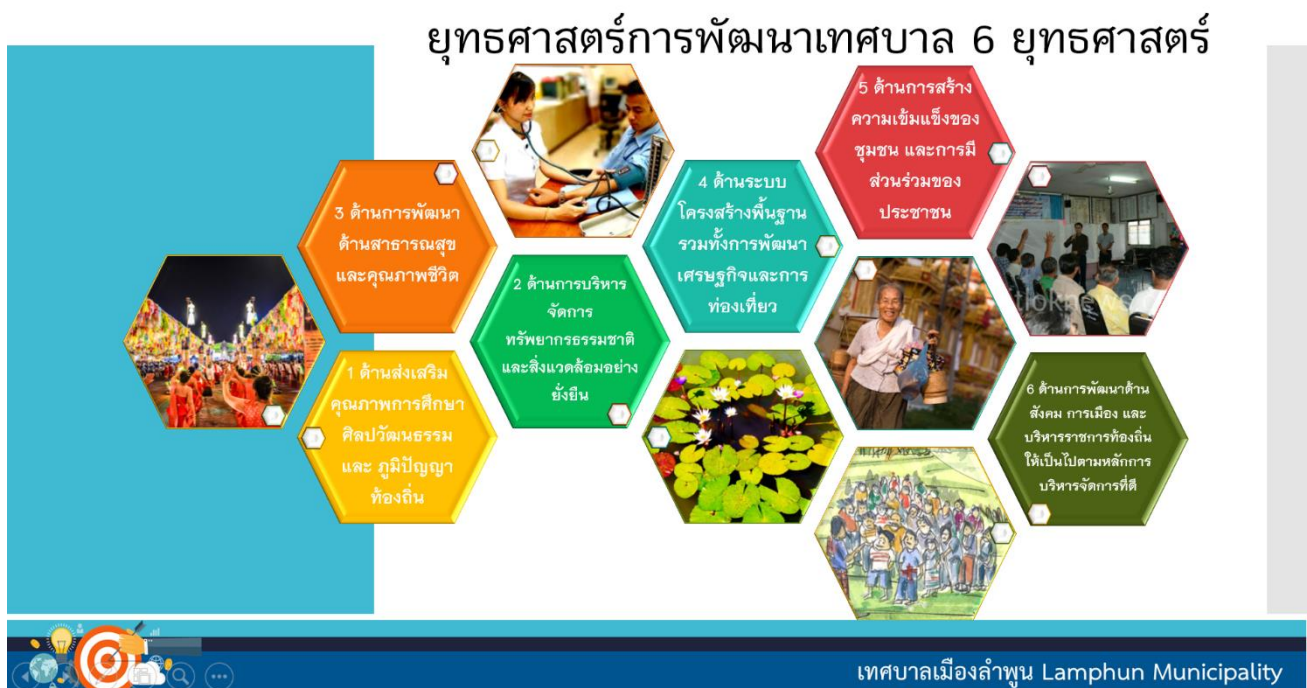 ยุทธศาสตร์การพัฒนาเทศบาล 6 ยุทธศาสตร์
1 ด้านส่งเสริม
คุณภาพการศึกษา
ศิลปวัฒนธรรม
และ ภูมิปัญญา
ท้องถิ่น
2 ด้านการบริหาร
จัดการ
ทรัพยากรธรรมชาติ
และสิ่งแวดล้อมอย่าง
ยั่งยืน
3 ด้านการพัฒนา
ด้านสาธารณสุข
และคุณภาพชีวิต
4 ด้านระบบ
โครงสร้างพื้นฐาน
รวมทั้งการพัฒนา
เศรษฐกิจและการ
ท่องเที่ยว
5 ด้านการสร้าง
ความเข้มแข็งของ
ชุมชน และการมี
ส่วนร่วมของ
ประชาชน
6 ด้านการพัฒนาด้าน
สังคม การเมือง และ
บริหารราชการท้องถิ่น
ให้เป็นไปตามหลักการ
บริหารจัดการที่ดี
เทศบาลเมืองลำพูน Lamphun Municipality